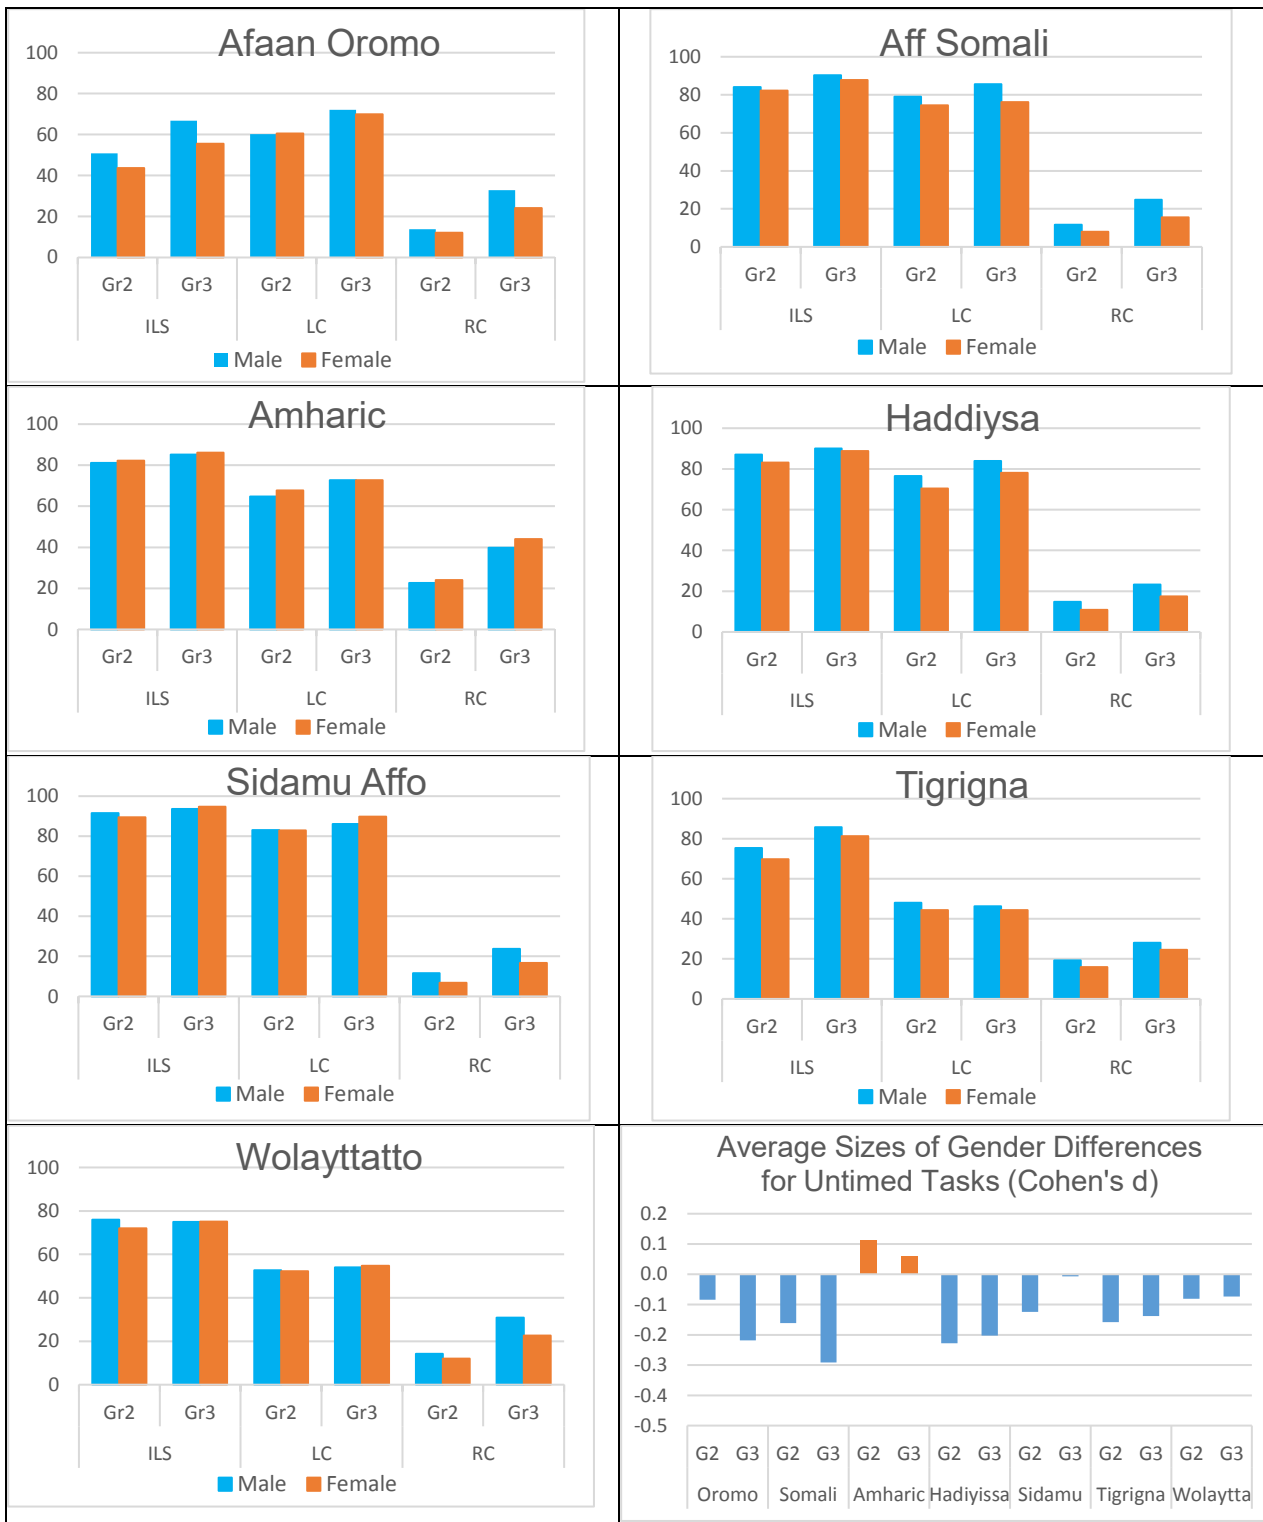 Afaan Oromo
100
80
60
40
20
0
Gr2 Gr3 Gr2 Gr3 Gr2 Gr3
ILS LC RC
Male Female
Aff Somali
100
80
60
40
20
0
Gr2 Gr3 Gr2 Gr3 Gr2 Gr3
ILS LC RC
Male Female
Amharic
100
80
60
40
20
0
Gr2 Gr3 Gr2 Gr3 Gr2 Gr3
ILS LC RC
Male Female
Haddiysa
100
80
60
40
20
0
Gr2 Gr3 Gr2 Gr3 Gr2 Gr3
ILS LC RC
Male Female
Sidamu Affo
100
80
60
40
20
0
Gr2 Gr3 Gr2 Gr3 Gr2 Gr3
ILS LC RC
Male Female
Tigrigna
100
80
60
40
20
0
Gr2 Gr3 Gr2 Gr3 Gr2 Gr3
ILS LC RC
Male Female
Wolayttatto
100
80
60
40
20
0
Gr2 Gr3 Gr2 Gr3 Gr2 Gr3
ILS LC RC
Male Female
Average Sizes of Gender Differences
for Untimed Tasks (Cohen's d)
0.2
0.1
0.0
-0.1
-0.2
-0.3
-0.4
-0.5
G2 G3 G2 G3 G2 G3 G2 G3 G2 G3 G2 G3 G2 G3
Oromo Somali Amharic Hadiyissa Sidamu Tigrigna Wolaytta